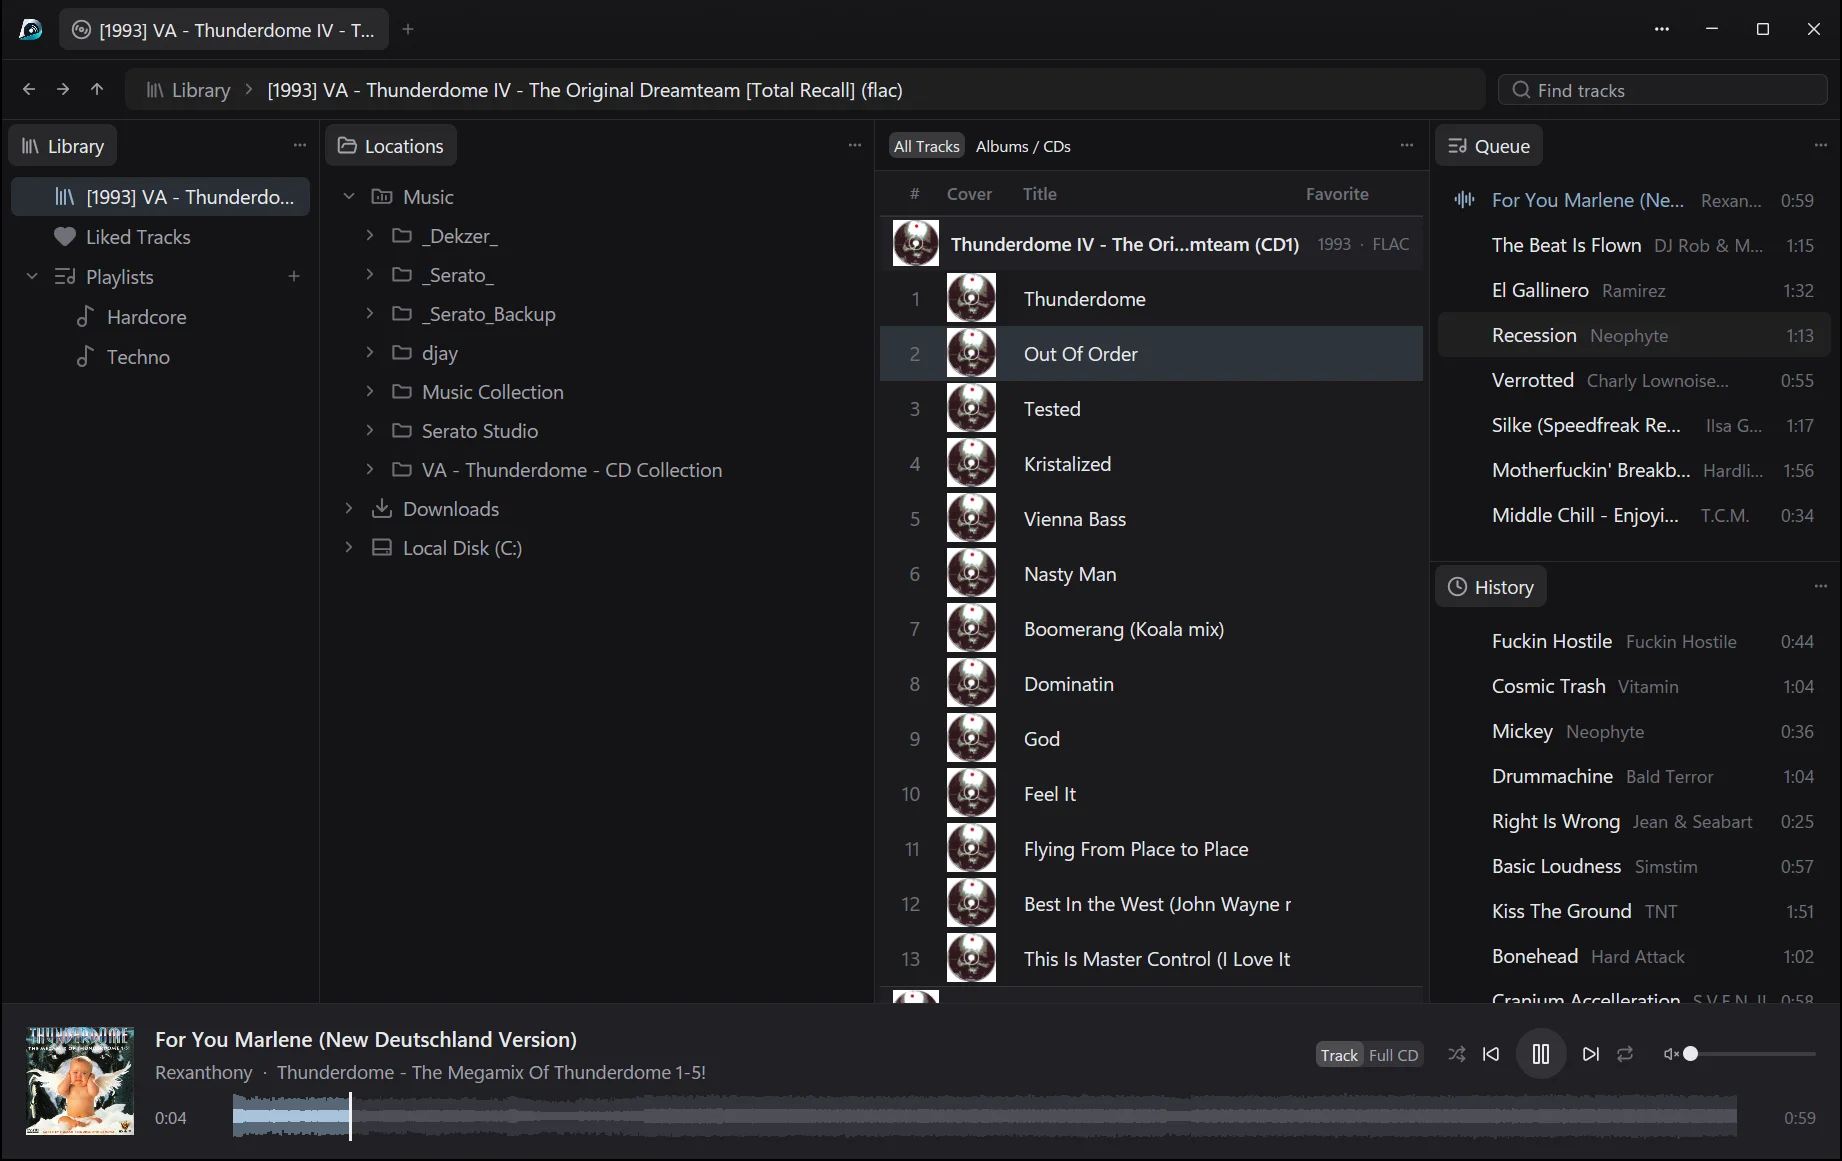 [1993] VA - Thunderdome IV - T...
Library > [1993] VA - Thunderdome IV - The Original Dreamteam [Total Recall] (flac)
Find tracks
Library
[1993] VA - Thunderdo...
Liked Tracks
Playlists
Hardcore
Techno
Locations
Music
_Dekzer_
_Serato_
_Serato_Backup
djay
Music Collection
Serato Studio
VA - Thunderdome - CD Collection
Downloads
Local Disk (C:)
All Tracks Albums / CDs
# Cover Title Favorite
Thunderdome IV - The Ori...mteam (CD1) 1993 · FLAC
1 Thunderdome
2 Out Of Order
3 Tested
4 Kristalized
5 Vienna Bass
6 Nasty Man
7 Boomerang (Koala mix)
8 Dominatin
9 God
10 Feel It
11 Flying From Place to Place
12 Best In the West (John Wayne r
13 This Is Master Control (I Love It
Queue
For You Marlene (Ne... Rexan... 0:59
The Beat Is Flown DJ Rob & M... 1:15
El Gallinero Ramirez 1:32
Recession Neophyte 1:13
Verrotted Charly Lownoise... 0:55
Silke (Speedfreak Re... Ilsa G... 1:17
Motherfuckin' Breakb... Hardli... 1:56
Middle Chill - Enjoyi... T.C.M. 0:34
History
Fuckin Hostile Fuckin Hostile 0:44
Cosmic Trash Vitamin 1:04
Mickey Neophyte 0:36
Drummachine Bald Terror 1:04
Right Is Wrong Jean & Seabart 0:25
Basic Loudness Simstim 0:57
Kiss The Ground TNT 1:51
Bonehead Hard Attack 1:02
Cranium Accelleration 0:58
THUNDERDOME
For You Marlene (New Deutschland Version)
Rexanthony · Thunderdome - The Megamix Of Thunderdome 1-5!
Track Full CD
0:04
0:59